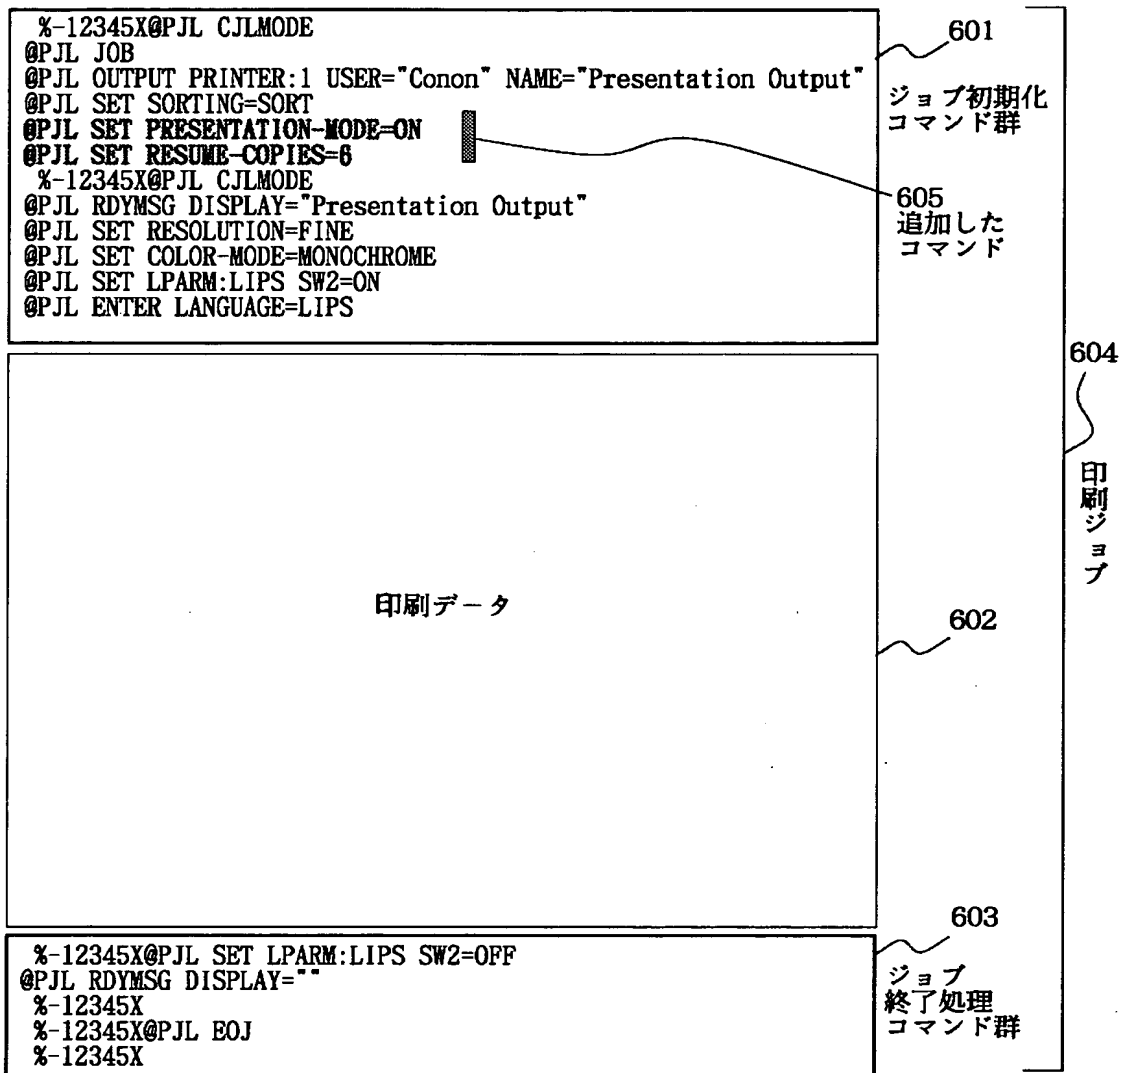 %-12345X@PJL CJLMODE
@PJL JOB
@PJL OUTPUT PRINTER:1 USER="Conon" NAME="Presentation Output"
@PJL SET SORTING=SORT
@PJL SET PRESENTATION-MODE=ON
@PJL SET RESUME-COPIES=6
%-12345X@PJL CJLMODE
@PJL RDYMSG DISPLAY="Presentation Output"
@PJL SET RESOLUTION=FINE
@PJL SET COLOR-MODE=MONOCHROME
@PJL SET LPARM:LIPS SW2=ON
@PJL ENTER LANGUAGE=LIPS
601
ジョブ初期化
コマンド群
605
追加した
コマンド
604
印刷ジョブ
印刷データ
602
%-12345X@PJL SET LPARM:LIPS SW2=OFF
@PJL RDYMSG DISPLAY=""
%-12345X
%-12345X@PJL EOJ
%-12345X
603
ジョブ
終了処理
コマンド群